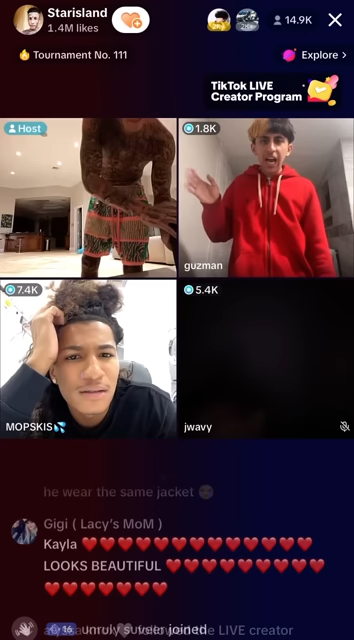 Starisland
1.4M likes
14.9K
Tournament No. 111
Explore >
TikTok LIVE
Creator Program
Host
1.8K
guzman
7.4K
5.4K
MOPSKIS💦
jwavy
he wear the same jacket
Gigi ( Lacy's MoM )
Kayla ❤️❤️❤️❤️❤️❤️❤️❤️❤️❤️❤️❤️❤️
LOOKS BEAUTIFUL ❤️❤️❤️❤️❤️❤️❤️❤️❤️
❤️❤️❤️❤️❤️❤️❤️
16 joined
the LIVE creator